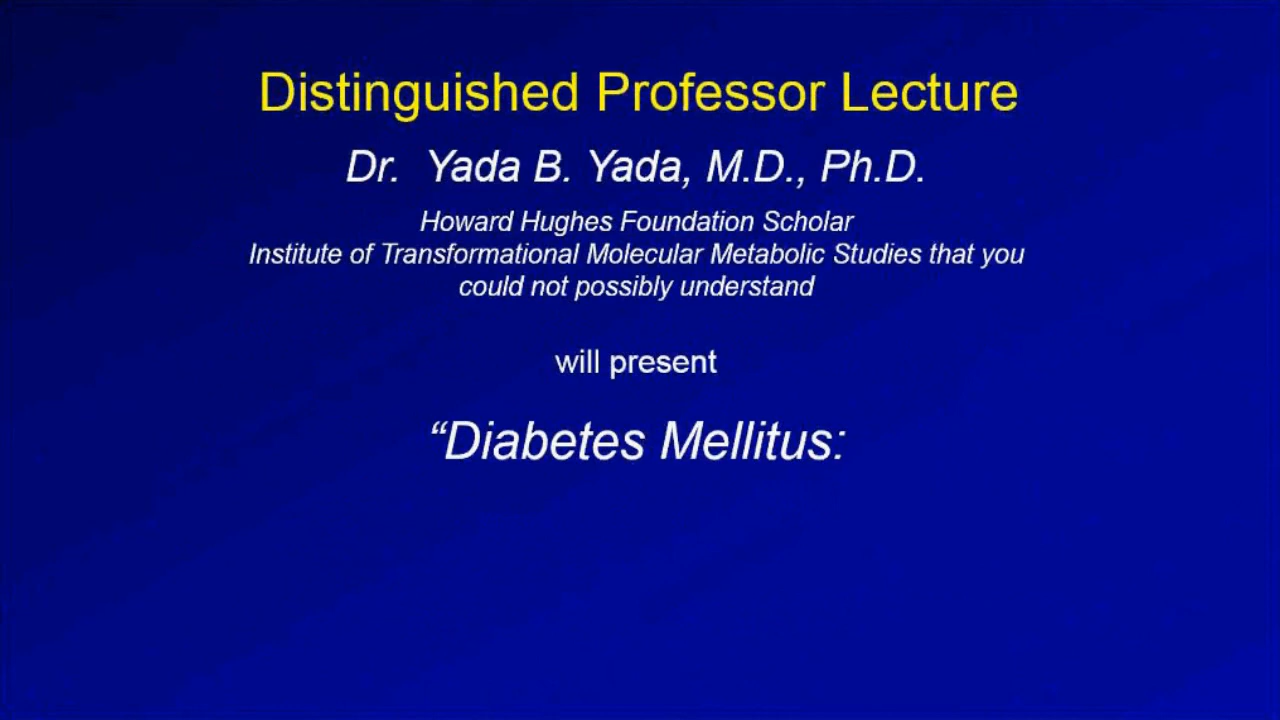 Distinguished Professor Lecture
Dr. Yada B. Yada, M.D., Ph.D.
Howard Hughes Foundation Scholar
Institute of Transformational Molecular Metabolic Studies that you
could not possibly understand
will present
“Diabetes Mellitus: